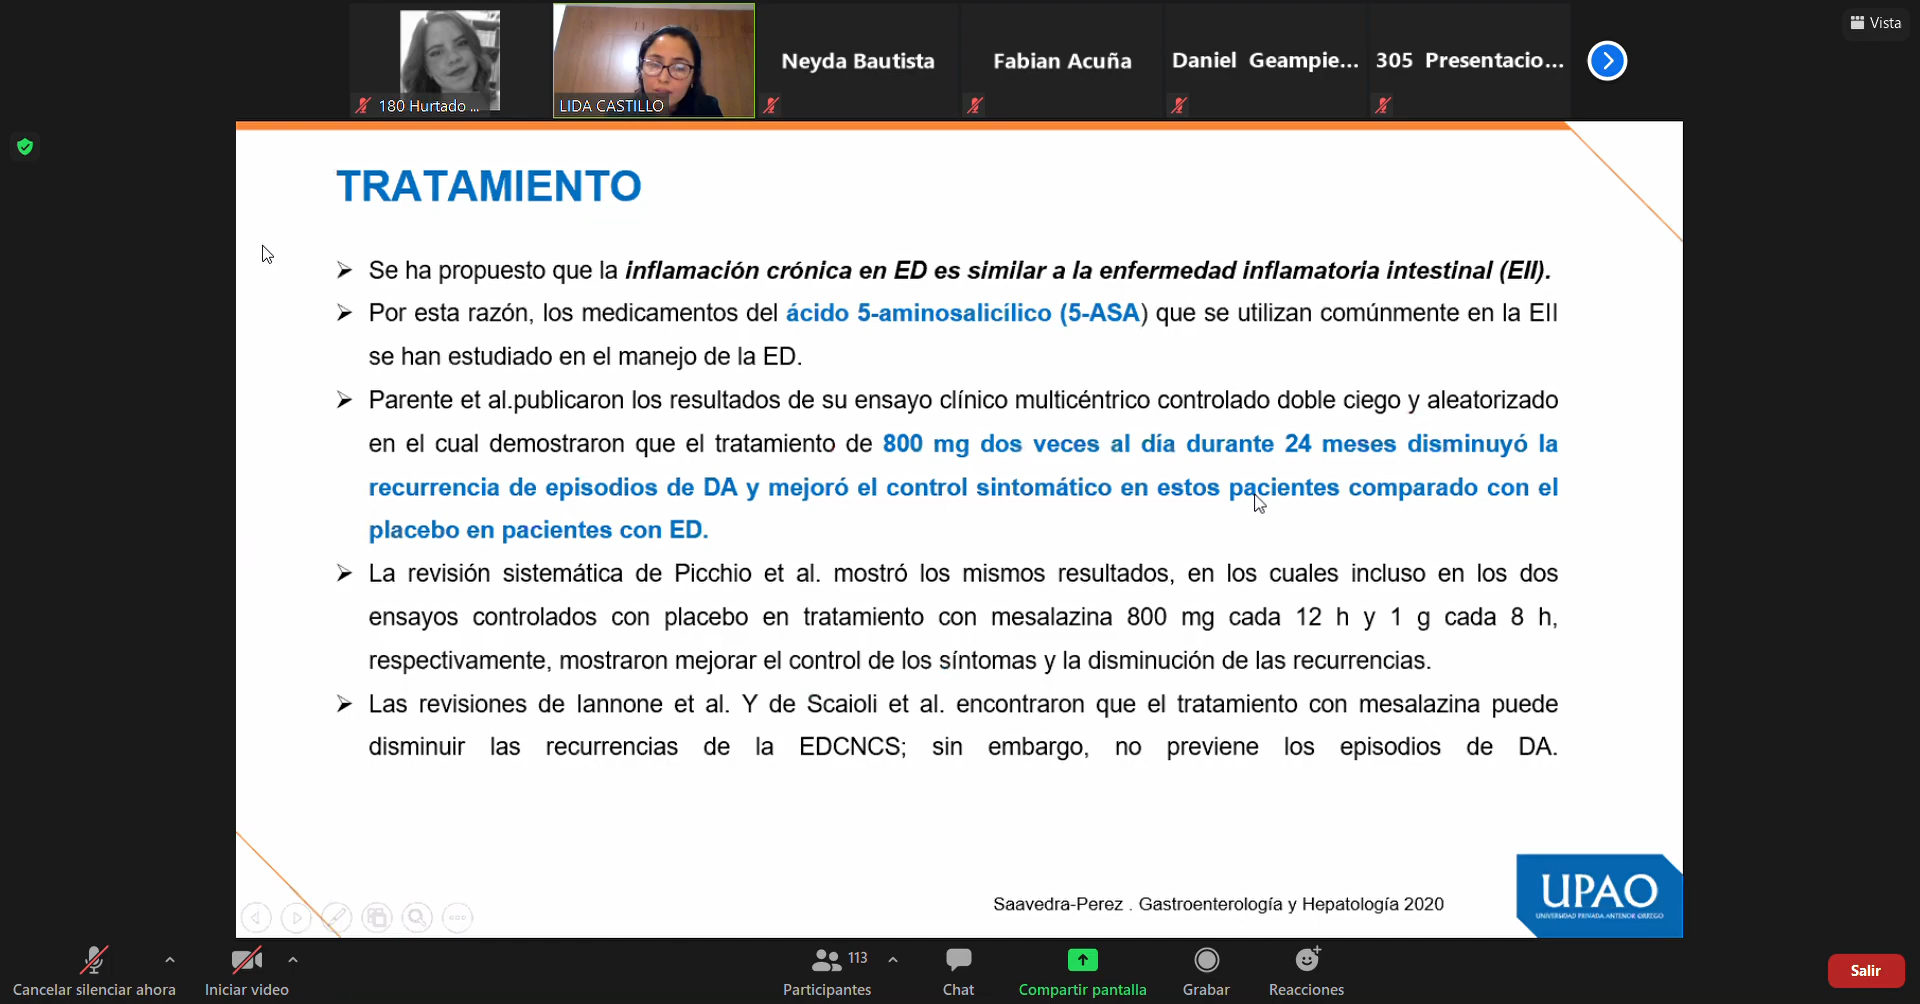 Vista
180 Hurtado ...
LIDA CASTILLO
Neyda Bautista
Fabian Acuña
Daniel Geampie...
305 Presentacio...
TRATAMIENTO
Se ha propuesto que la inflamación crónica en ED es similar a la enfermedad inflamatoria intestinal (EII).
Por esta razón, los medicamentos del ácido 5-aminosalicílico (5-ASA) que se utilizan comúnmente en la EII
se han estudiado en el manejo de la ED.
Parente et al.publicaron los resultados de su ensayo clínico multicéntrico controlado doble ciego y aleatorizado
en el cual demostraron que el tratamiento de 800 mg dos veces al día durante 24 meses disminuyó la
recurrencia de episodios de DA y mejoró el control sintomático en estos pacientes comparado con el
placebo en pacientes con ED.
La revisión sistemática de Picchio et al. mostró los mismos resultados, en los cuales incluso en los dos
ensayos controlados con placebo en tratamiento con mesalazina 800 mg cada 12 h y 1 g cada 8 h,
respectivamente, mostraron mejorar el control de los síntomas y la disminución de las recurrencias.
Las revisiones de Iannone et al. Y de Scaioli et al. encontraron que el tratamiento con mesalazina puede
disminuir las recurrencias de la EDCNCS; sin embargo, no previene los episodios de DA.
Saavedra-Perez . Gastroenterología y Hepatología 2020
UPAO
UNIVERSIDAD PRIVADA ANTENOR ORREGO
Cancelar silenciar ahora
Iniciar video
113
Participantes
Chat
Compartir pantalla
Grabar
Reacciones
Salir